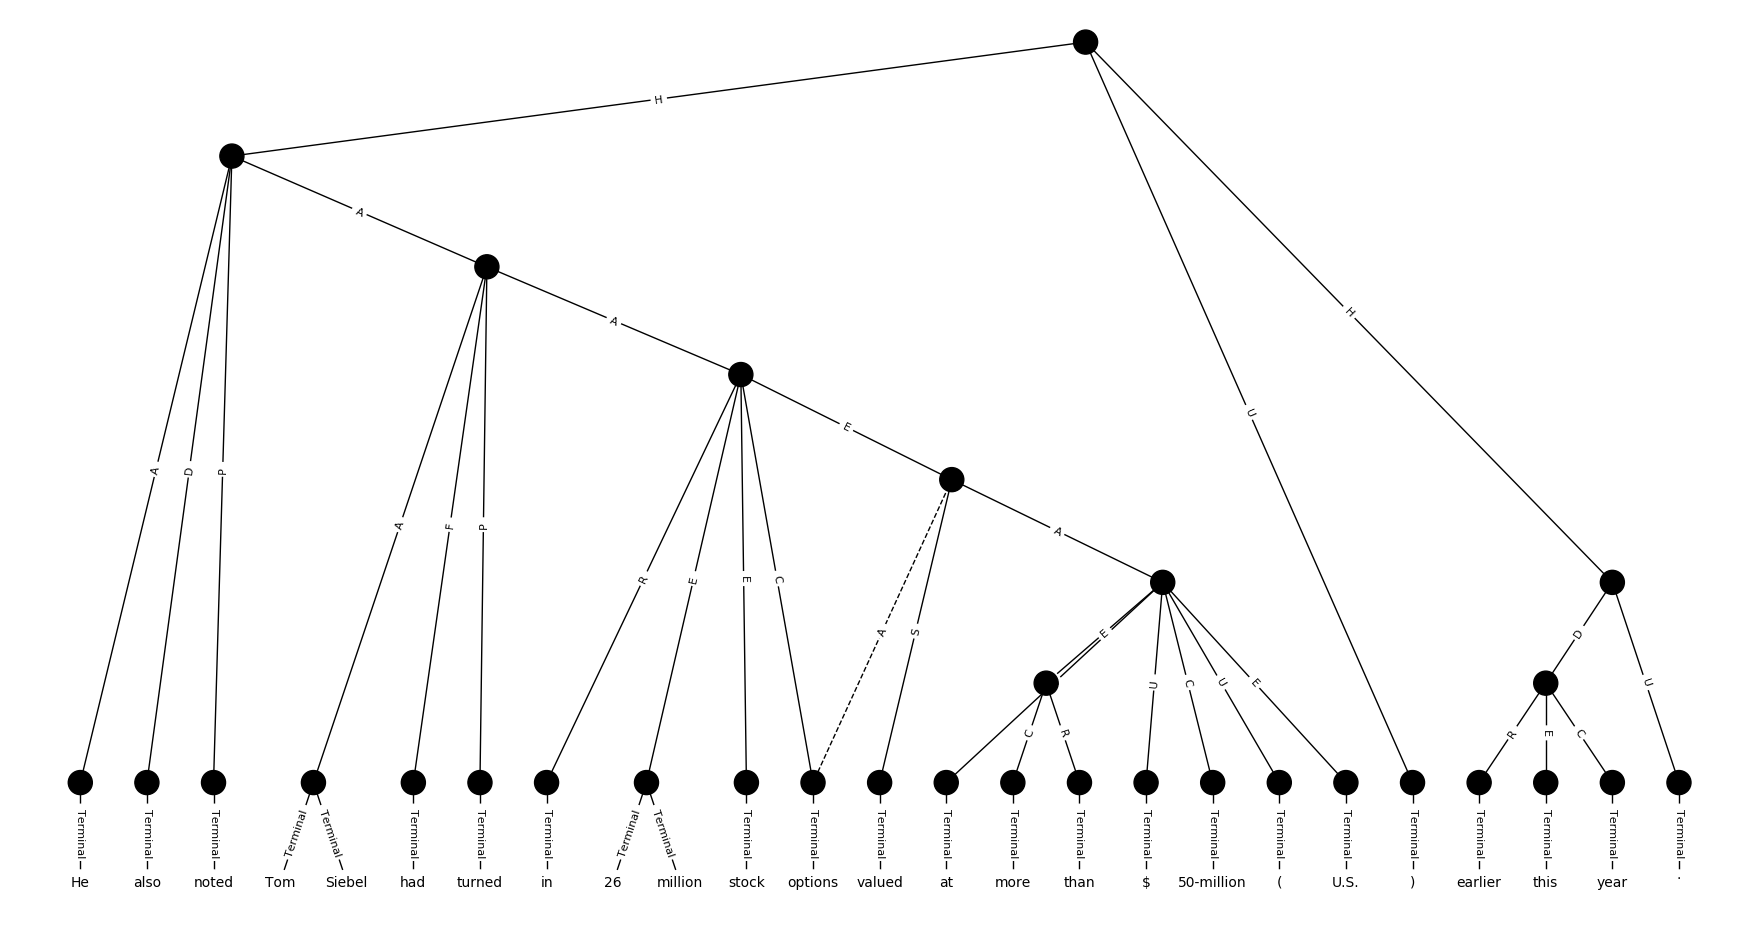 H
A
A
H
U
E
A
A D P
A F P
R E E C
A S
E
D
U C U E
U
C R
R E C
Terminal Terminal Terminal Terminal Terminal Terminal Terminal Terminal Terminal Terminal Terminal Terminal Terminal Terminal Terminal Terminal Terminal Terminal Terminal Terminal Terminal Terminal Terminal Terminal Terminal
He also noted Tom Siebel had turned in 26 million stock options valued at more than $ 50-million ( U.S. ) earlier this year .